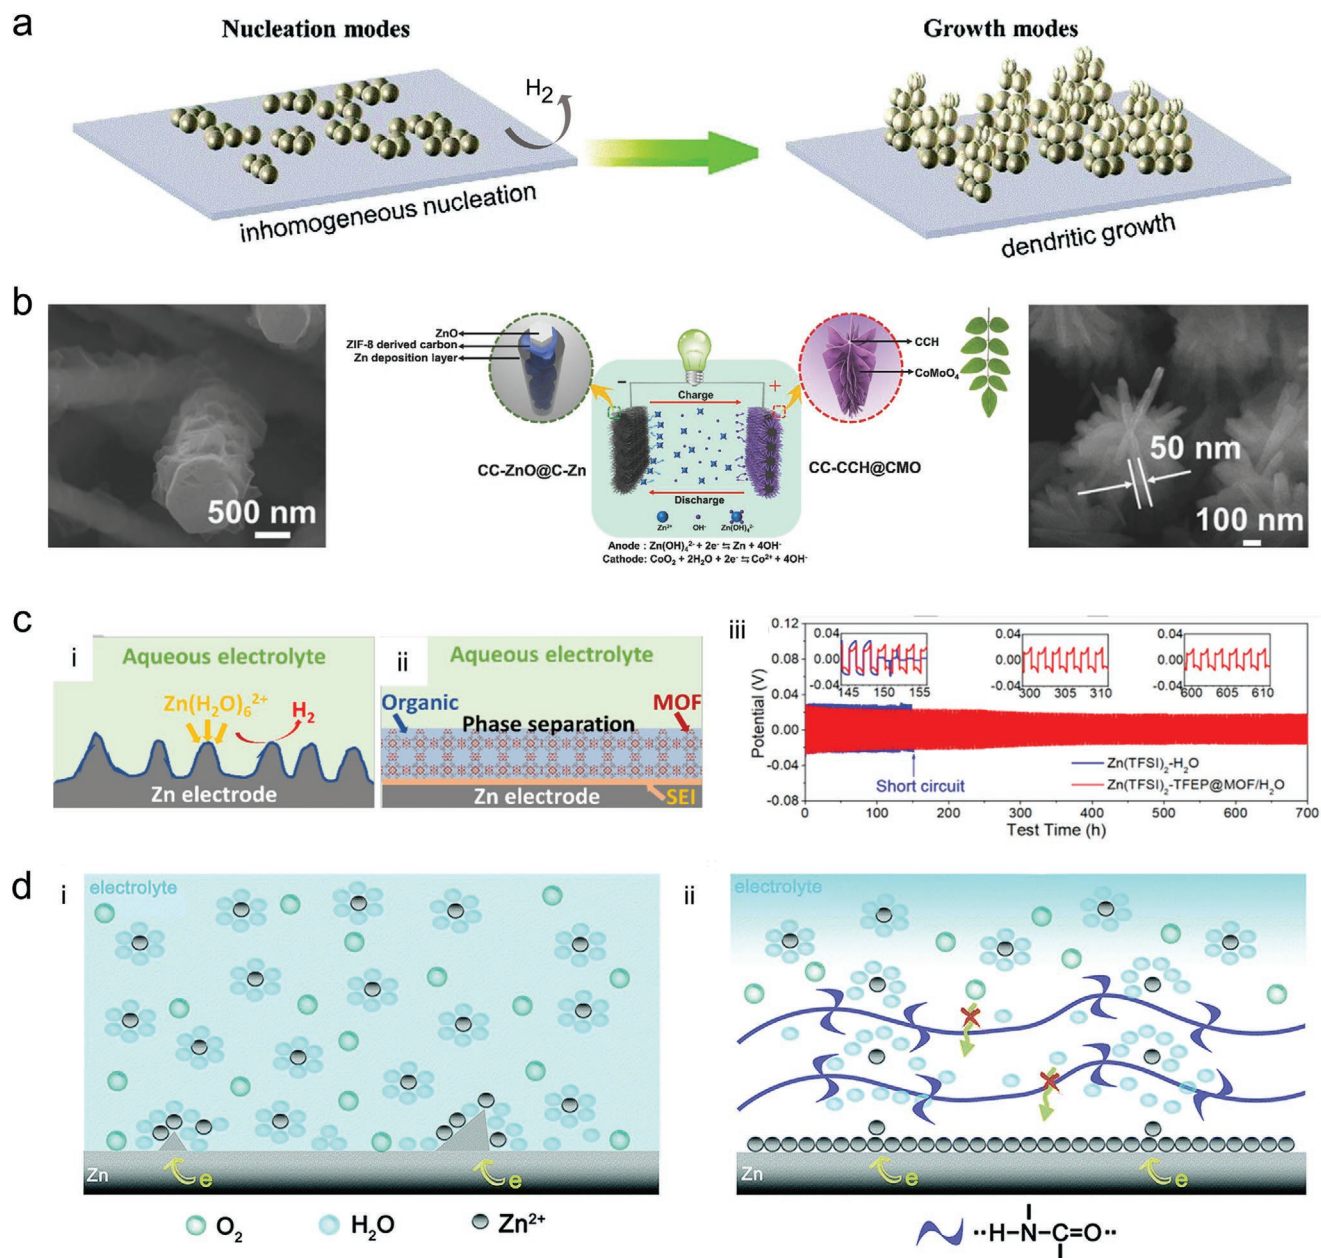 a
Nucleation modes
Growth modes
H2
inhomogeneous nucleation
dendritic growth
b
500 nm
ZnO
ZIF-8 derived carbon
Zn deposition layer
CCH
CoMoO4
−
+
Charge
CC-ZnO@C-Zn
CC-CCH@CMO
Discharge
Zn2+
OH-
Zn(OH)42-
Anode : Zn(OH)42- + 2e- ⇆ Zn + 4OH-
Cathode: CoO2 + 2H2O + 2e- ⇆ Co2+ + 4OH-
50 nm
100 nm
c
i
Aqueous electrolyte
Zn(H2O)62+
H2
Zn electrode
ii
Aqueous electrolyte
Organic
MOF
Phase separation
Zn electrode
SEI
iii
0.12
0.08
0.04
0.00
-0.04
-0.08
Potential (V)
0.04
0.00
-0.04
145 150 155
0.04
0.00
-0.04
300 305 310
0.04
0.00
-0.04
600 605 610
Short circuit
Zn(TFSI)2-H2O
Zn(TFSI)2-TFEP@MOF/H2O
0 100 200 300 400 500 600 700
Test Time (h)
d
i
electrolyte
Zn
e
e
ii
electrolyte
Zn
e
e
O2
H2O
Zn2+
··H-N-C=O··